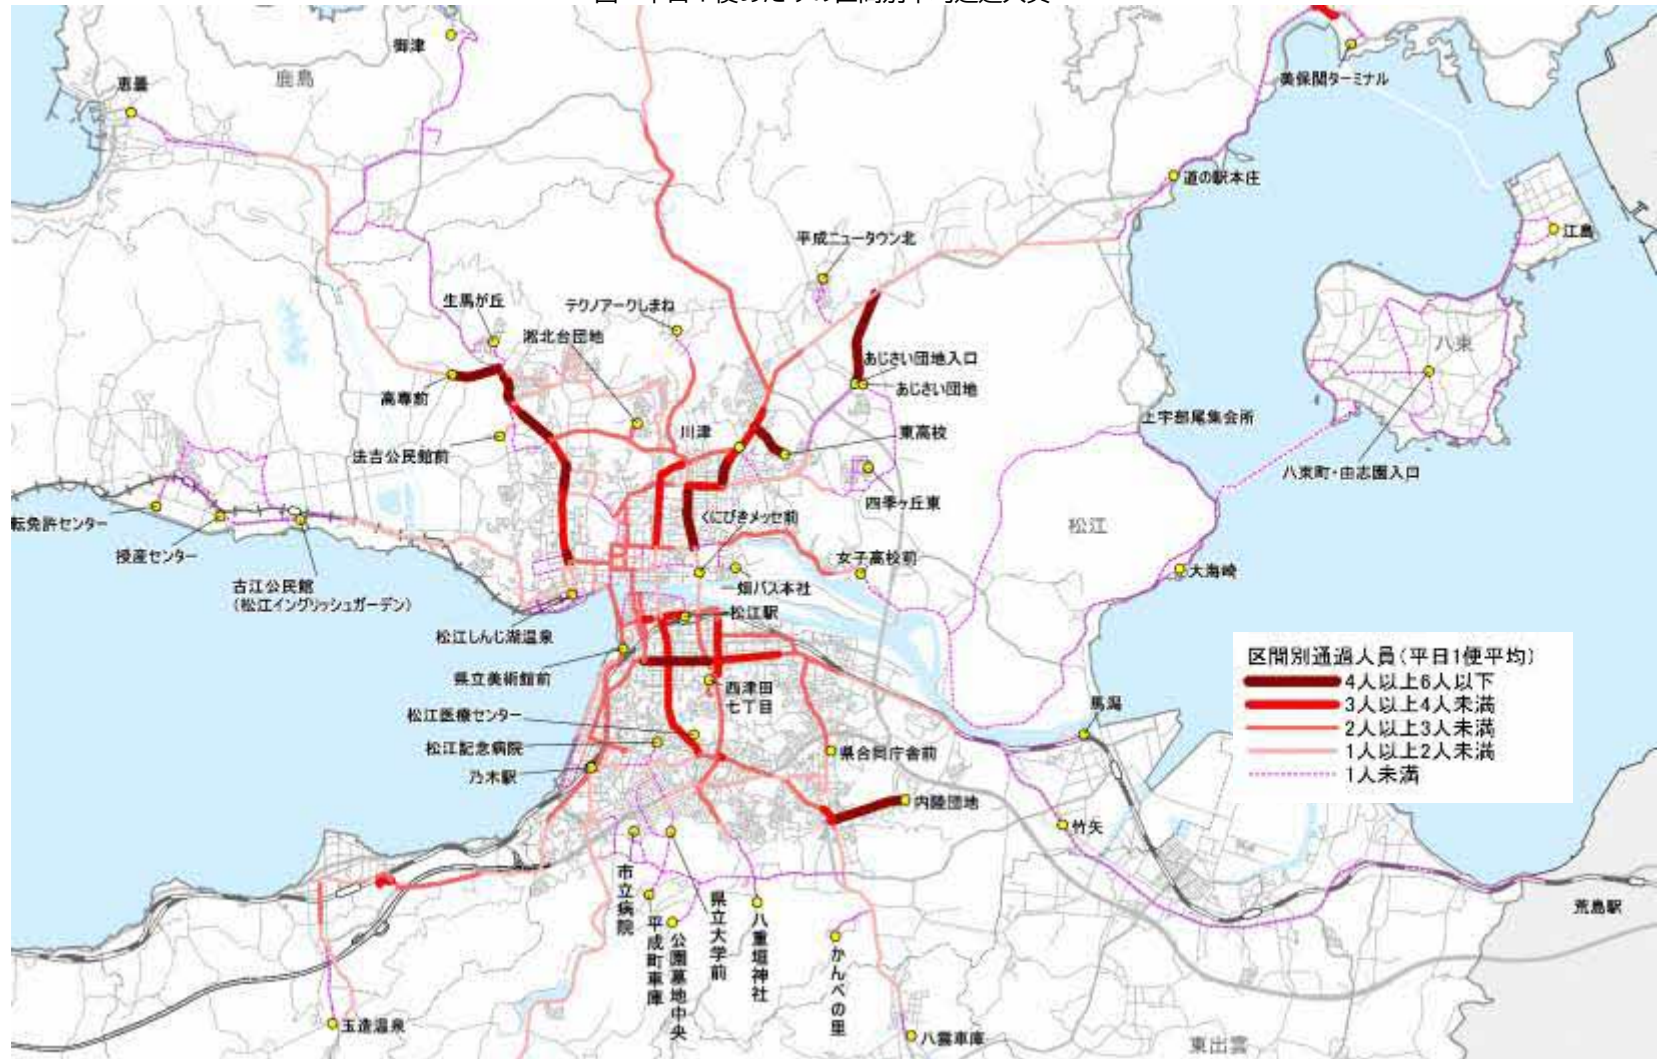 御津
恵曇
鹿島
美保関ターミナル
道の駅本庄
江島
平成ニュータウン北
生馬が丘
テクノアークしまね
淞北台団地
八束
あじさい団地入口
あじさい団地
高専前
上宇部尾集会所
川津
東高校
法吉公民館前
八束町・由志園入口
四季ヶ丘東
転免許センター
くにびきメッセ前
松江
授産センター
女子高校前
大海崎
古江公民館
(松江イングリッシュガーデン)
一畑バス本社
松江駅
松江しんじ湖温泉
県立美術館前
西津田
七丁目
松江医療センター
馬潟
松江記念病院
県合同庁舎前
乃木駅
内陸団地
竹矢
区間別通過人員(平日1便平均)
4人以上6人以下
3人以上4人未満
2人以上3人未満
1人以上2人未満
1人未満
市立病院
平成町車庫
公園墓地中央
県立大学前
八重垣神社
かんべの里
荒島駅
玉造温泉
八雲車庫
東出雲